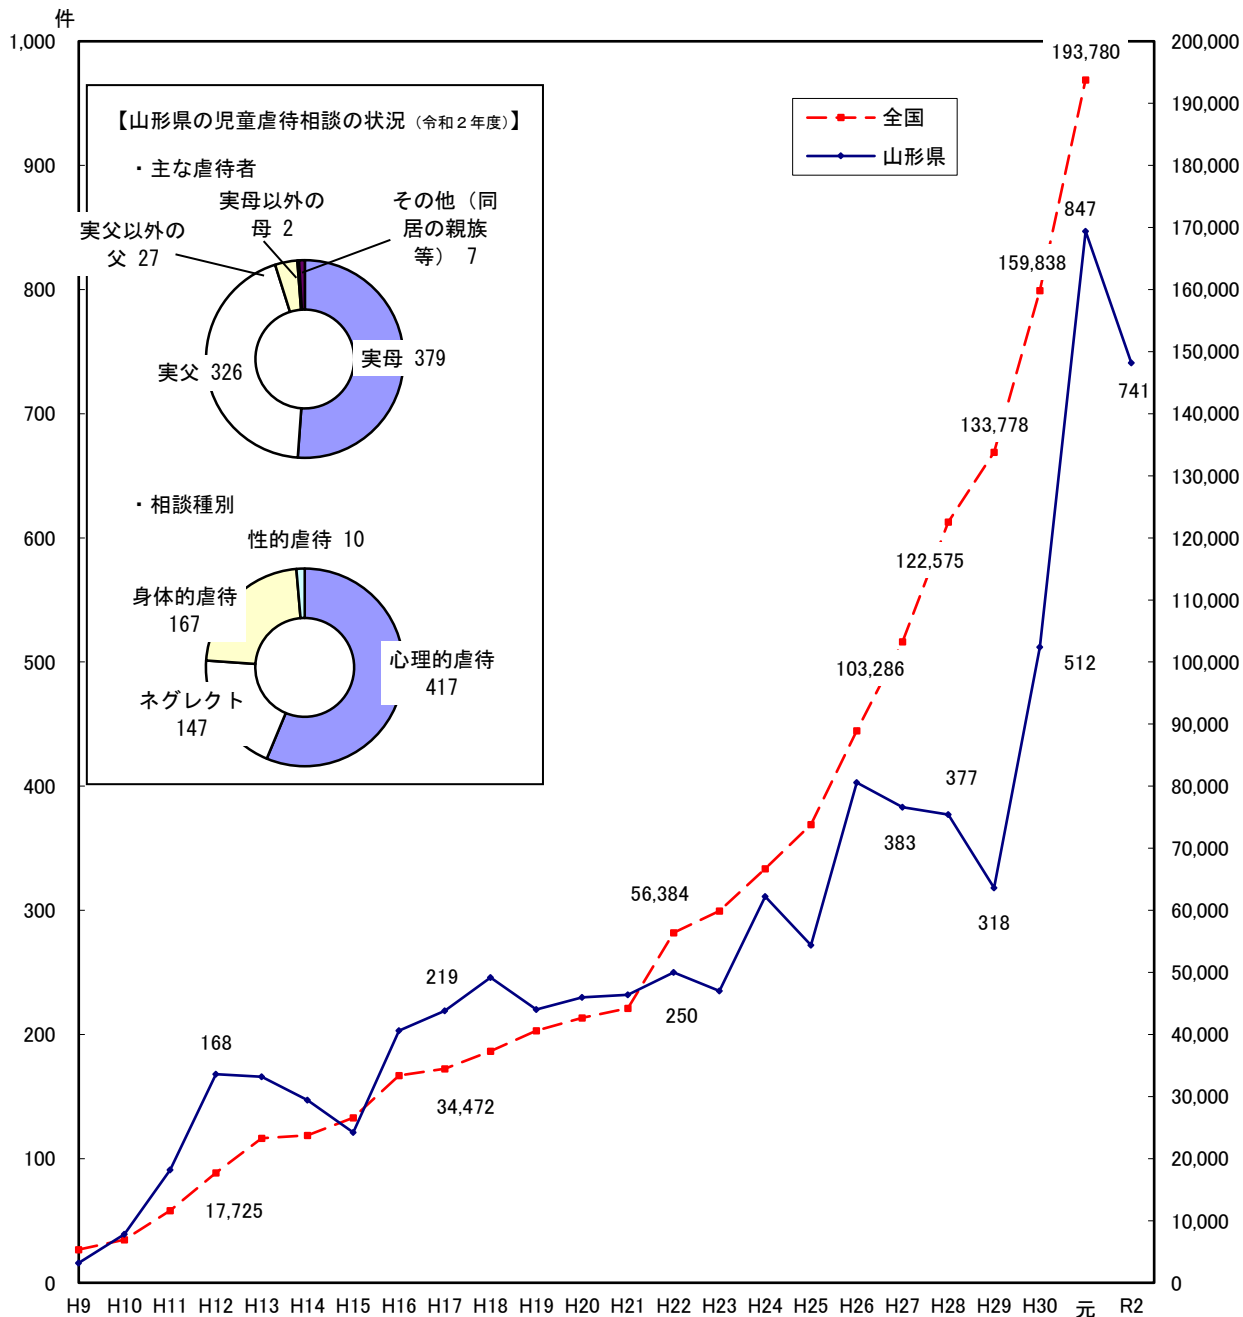 件
1,000
900
800
700
600
500
400
300
200
100
0
200,000
190,000
180,000
170,000
160,000
150,000
140,000
130,000
120,000
110,000
100,000
90,000
80,000
70,000
60,000
50,000
40,000
30,000
20,000
10,000
0
【山形県の児童虐待相談の状況（令和２年度）】
・主な虐待者
実母以外の
母 2
その他（同
居の親族
等） 7
実父以外の
父 27
実父 326
実母 379
・相談種別
性的虐待 10
身体的虐待
167
心理的虐待
417
ネグレクト
147
全国
山形県
193,780
847
159,838
741
133,778
122,575
103,286
512
377
383
56,384
318
219
250
168
34,472
17,725
H9 H10 H11 H12 H13 H14 H15 H16 H17 H18 H19 H20 H21 H22 H23 H24 H25 H26 H27 H28 H29 H30 元 R2